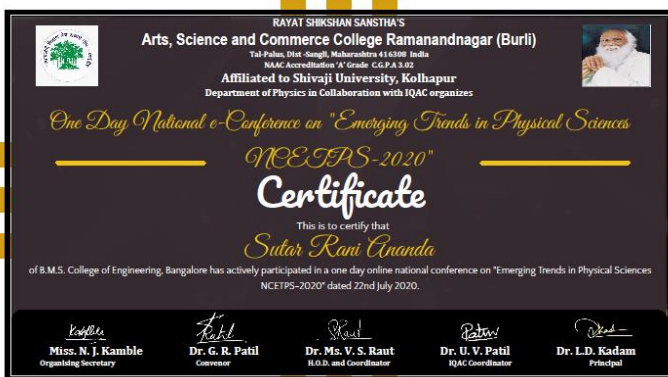 RAYAT SHIKSHAN SANSTHA'S
Arts, Science and Commerce College Ramanandnagar (Burli)
Tal-Palus, Dist -Sangli, Maharashtra 416308 India
NAAC Accreditation 'A' Grade C.G.P.A 3.02
Affiliated to Shivaji University, Kolhapur
Department of Physics in Collaboration with IQAC organizes
One Day National e-Conference on "Emerging Trends in Physical Sciences
NCETPS-2020"
Certificate
This is to certify that
Sutar Rani Ananda
of B.M.S. College of Engineering, Bangalore has actively participated in a one day online national conference on "Emerging Trends in Physical Sciences
NCETPS-2020" dated 22nd July 2020.
Miss. N. J. Kamble
Organising Secretary
Dr. G. R. Patil
Convenor
Dr. Ms. V. S. Raut
H.O.D. and Coordinator
Dr. U. V. Patil
IQAC Coordinator
Dr. L.D. Kadam
Principal